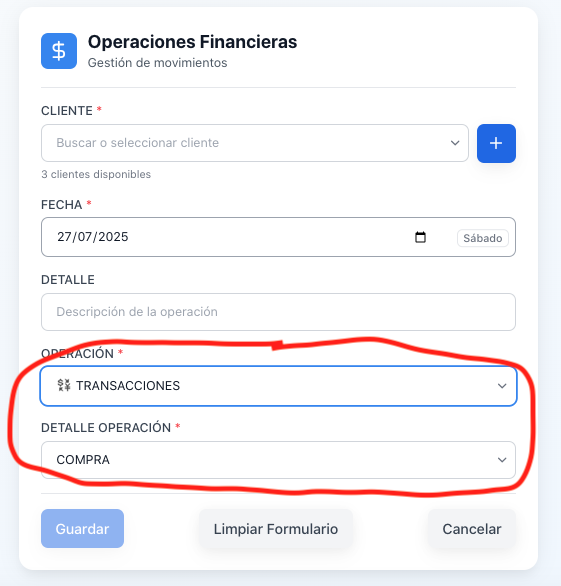 $
Operaciones Financieras
Gestión de movimientos
CLIENTE *
Buscar o seleccionar cliente
+
3 clientes disponibles
FECHA *
27/07/2025 Sábado
DETALLE
Descripción de la operación
OPERACIÓN *
💱 TRANSACCIONES
DETALLE OPERACIÓN *
COMPRA
Guardar Limpiar Formulario Cancelar